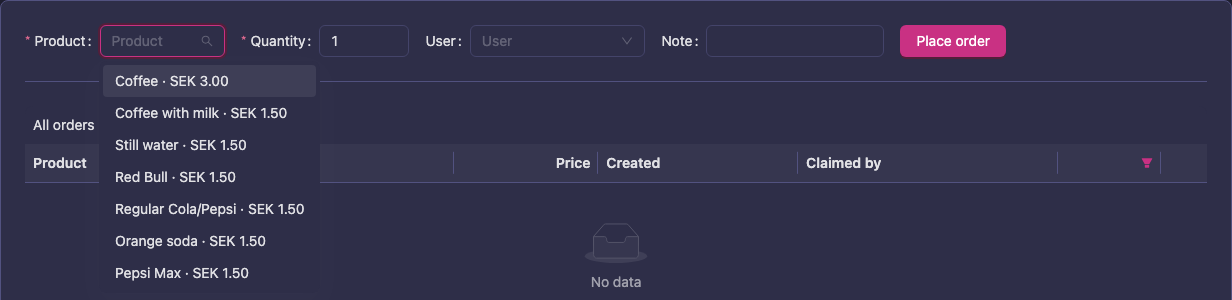 * Product: Product * Quantity: 1 User: User Note: Place order
Coffee · SEK 3.00
Coffee with milk · SEK 1.50
All orders
Still water · SEK 1.50
Product Price Created Claimed by
Red Bull · SEK 1.50
Regular Cola/Pepsi · SEK 1.50
Orange soda · SEK 1.50
Pepsi Max · SEK 1.50
No data